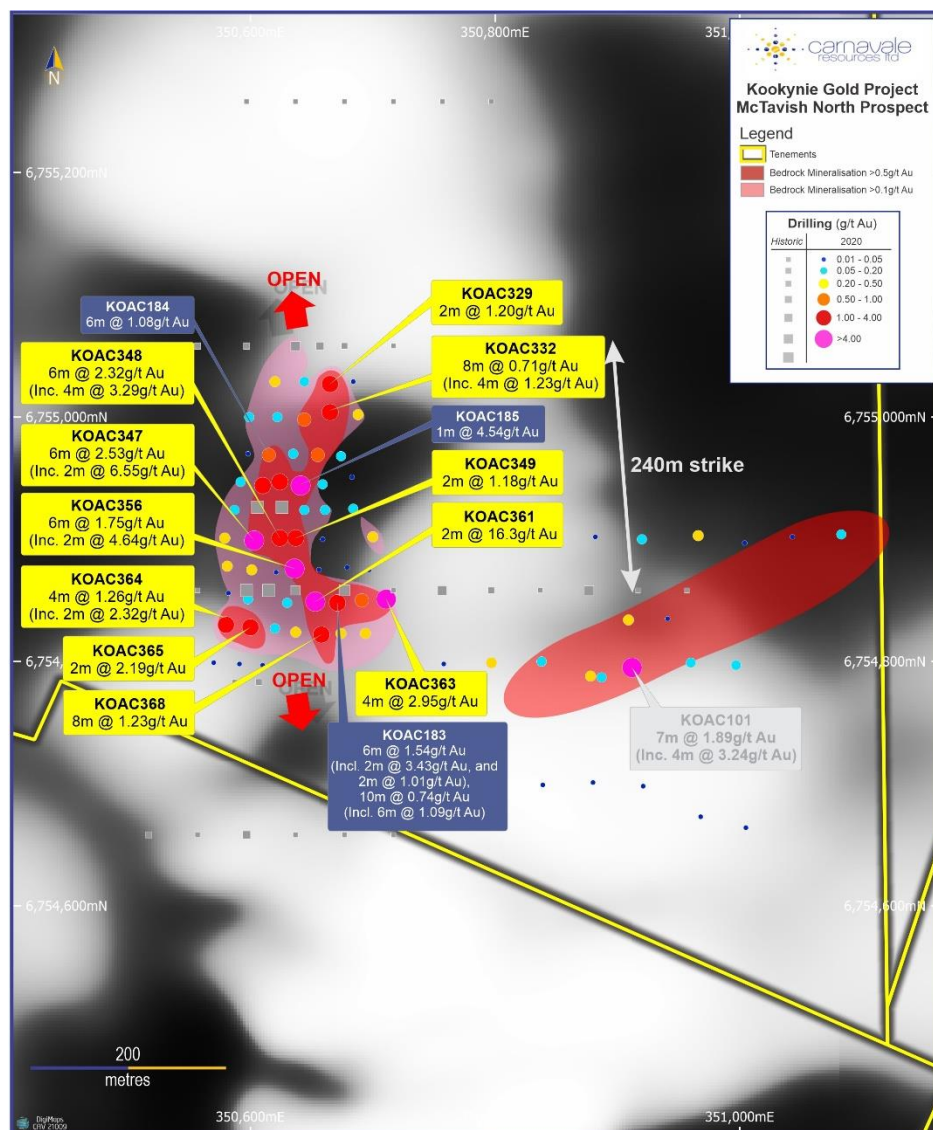 350,600mE
350,800mE
351,
N
carnavale
resources ltd
Kookynie Gold Project
McTavish North Prospect
Legend
Tenements
Bedrock Mineralisation >0.5g/t Au
Bedrock Mineralisation >0.1g/t Au
Drilling (g/t Au)
Historic
2020
0.01 - 0.05
0.05 - 0.20
0.20 - 0.50
0.50 - 1.00
1.00 - 4.00
>4.00
6,755,200mN
6,755,200mN
OPEN
KOAC184
6m @ 1.08g/t Au
KOAC329
2m @ 1.20g/t Au
KOAC348
6m @ 2.32g/t Au
(Inc. 4m @ 3.29g/t Au)
KOAC332
8m @ 0.71g/t Au
(Inc. 4m @ 1.23g/t Au)
6,755,000mN
6,755,000mN
KOAC185
1m @ 4.54g/t Au
KOAC347
6m @ 2.53g/t Au
(Inc. 2m @ 6.55g/t Au)
KOAC349
2m @ 1.18g/t Au
240m strike
KOAC356
6m @ 1.75g/t Au
(Inc. 2m @ 4.64g/t Au)
KOAC361
2m @ 16.3g/t Au
KOAC364
4m @ 1.26g/t Au
(Inc. 2m @ 2.32g/t Au)
KOAC365
2m @ 2.19g/t Au
6,754,
6,754,800mN
KOAC368
8m @ 1.23g/t Au
OPEN
KOAC363
4m @ 2.95g/t Au
KOAC183
6m @ 1.54g/t Au
(Incl. 2m @ 3.43g/t Au, and
2m @ 1.01g/t Au),
10m @ 0.74g/t Au
(Incl. 6m @ 1.09g/t Au)
KOAC101
7m @ 1.89g/t Au
(Inc. 4m @ 3.24g/t Au)
6,754,600mN
6,754,600mN
200
metres
350,600mE
351,000mE
DigiMaps
CAV 21009